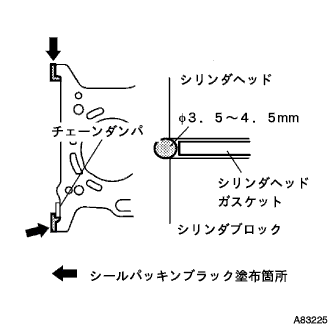 シリンダヘッド
φ3.5～4.5mm
チェーンダンパ
シリンダヘッド
ガスケット
シリンダブロック
シールパッキンブラック塗布箇所
A83225